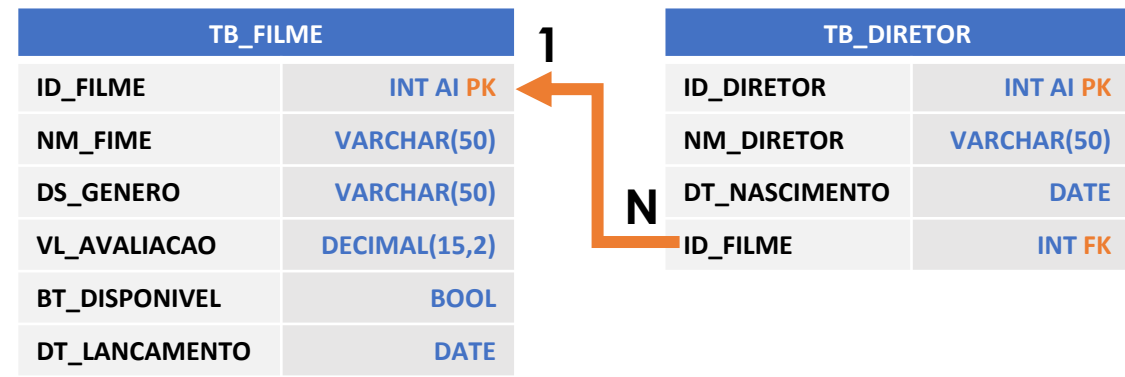 TB_FILME
ID_FILME INT AI PK
NM_FIME VARCHAR(50)
DS_GENERO VARCHAR(50)
VL_AVALIACAO DECIMAL(15,2)
BT_DISPONIVEL BOOL
DT_LANCAMENTO DATE
1
N
TB_DIRETOR
ID_DIRETOR INT AI PK
NM_DIRETOR VARCHAR(50)
DT_NASCIMENTO DATE
ID_FILME INT FK